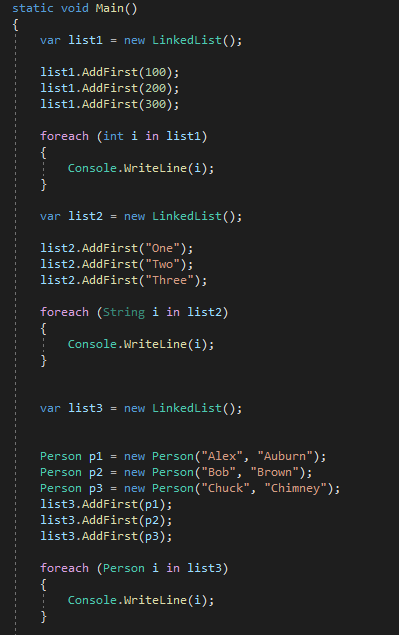 static void Main()
{
var list1 = new LinkedList();
list1.AddFirst(100);
list1.AddFirst(200);
list1.AddFirst(300);
foreach (int i in list1)
{
Console.WriteLine(i);
}
var list2 = new LinkedList();
list2.AddFirst("One");
list2.AddFirst("Two");
list2.AddFirst("Three");
foreach (String i in list2)
{
Console.WriteLine(i);
}
var list3 = new LinkedList();
Person p1 = new Person("Alex", "Auburn");
Person p2 = new Person("Bob", "Brown");
Person p3 = new Person("Chuck", "Chimney");
list3.AddFirst(p1);
list3.AddFirst(p2);
list3.AddFirst(p3);
foreach (Person i in list3)
{
Console.WriteLine(i);
}